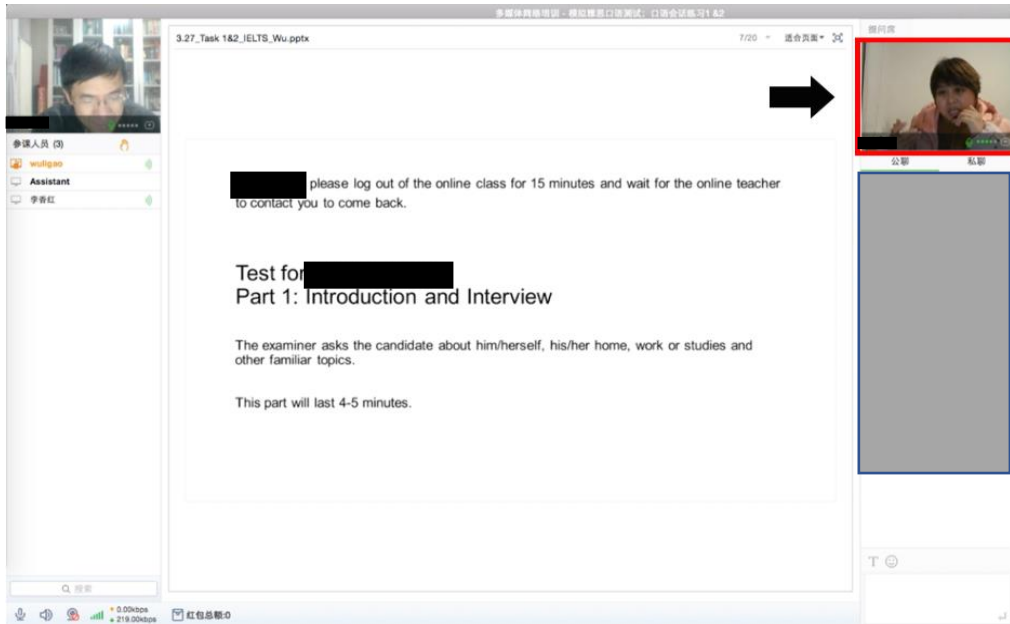 多媒体网络培训 - 模拟雅思口语测试；口语会话练习1 &2
3.27_Task 1&2_IELTS_Wu.pptx
7/20
适合页面
提问席
参课人员 (3)
wuligao
Assistant
李香红
公聊
私聊
please log out of the online class for 15 minutes and wait for the online teacher
to contact you to come back.
Test for
Part 1: Introduction and Interview
The examiner asks the candidate about him/herself, his/her home, work or studies and
other familiar topics.
This part will last 4-5 minutes.
搜索
T
0.00kbps
219.00kbps
红包总额:0